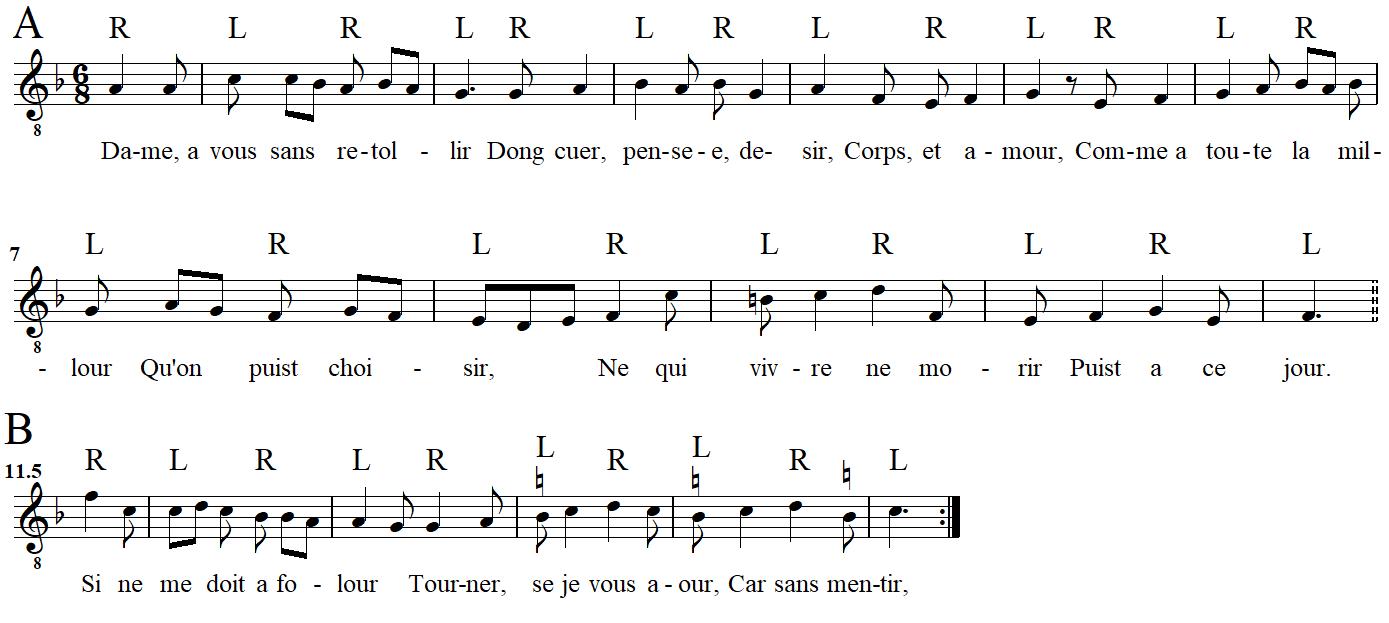 A R L R L R L R L R L R L R
6
8
8
Da-me, a vous sans re-tol - lir Dong cuer, pen-se-e, de- sir, Corps, et a-mour, Com-me a tou-te la mil-
7 L R L R L R L R L
8
- lour Qu'on puist choi - sir, Ne qui viv - re ne mo - rir Puist a ce jour.
B
11.5 R L R L R L R L R L
8
Si ne me doit a fo - lour Tour-ner, se je vous a-our, Car sans men-tir,